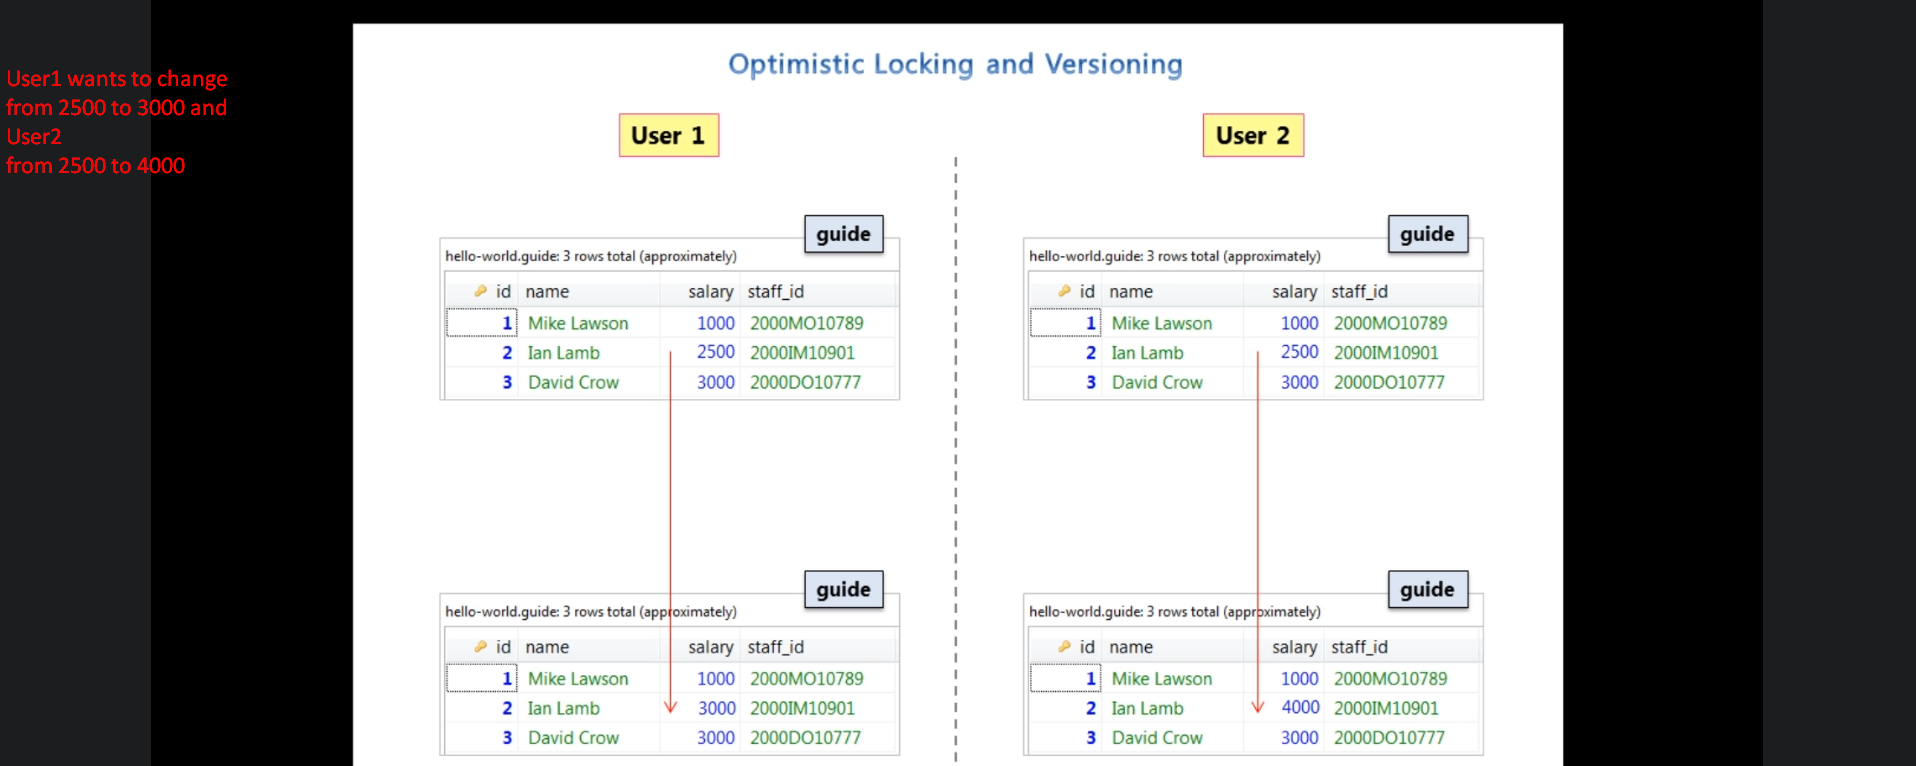 User1 wants to change
from 2500 to 3000 and
User2
from 2500 to 4000
Optimistic Locking and Versioning
User 1
guide
hello-world.guide: 3 rows total (approximately)
id name salary staff_id
1 Mike Lawson 1000 2000MO10789
2 Ian Lamb 2500 2000IM10901
3 David Crow 3000 2000DO10777
guide
hello-world.guide: 3 rows total (approximately)
id name salary staff_id
1 Mike Lawson 1000 2000MO10789
2 Ian Lamb 3000 2000IM10901
3 David Crow 3000 2000DO10777
User 2
guide
hello-world.guide: 3 rows total (approximately)
id name salary staff_id
1 Mike Lawson 1000 2000MO10789
2 Ian Lamb 2500 2000IM10901
3 David Crow 3000 2000DO10777
guide
hello-world.guide: 3 rows total (approximately)
id name salary staff_id
1 Mike Lawson 1000 2000MO10789
2 Ian Lamb 4000 2000IM10901
3 David Crow 3000 2000DO10777